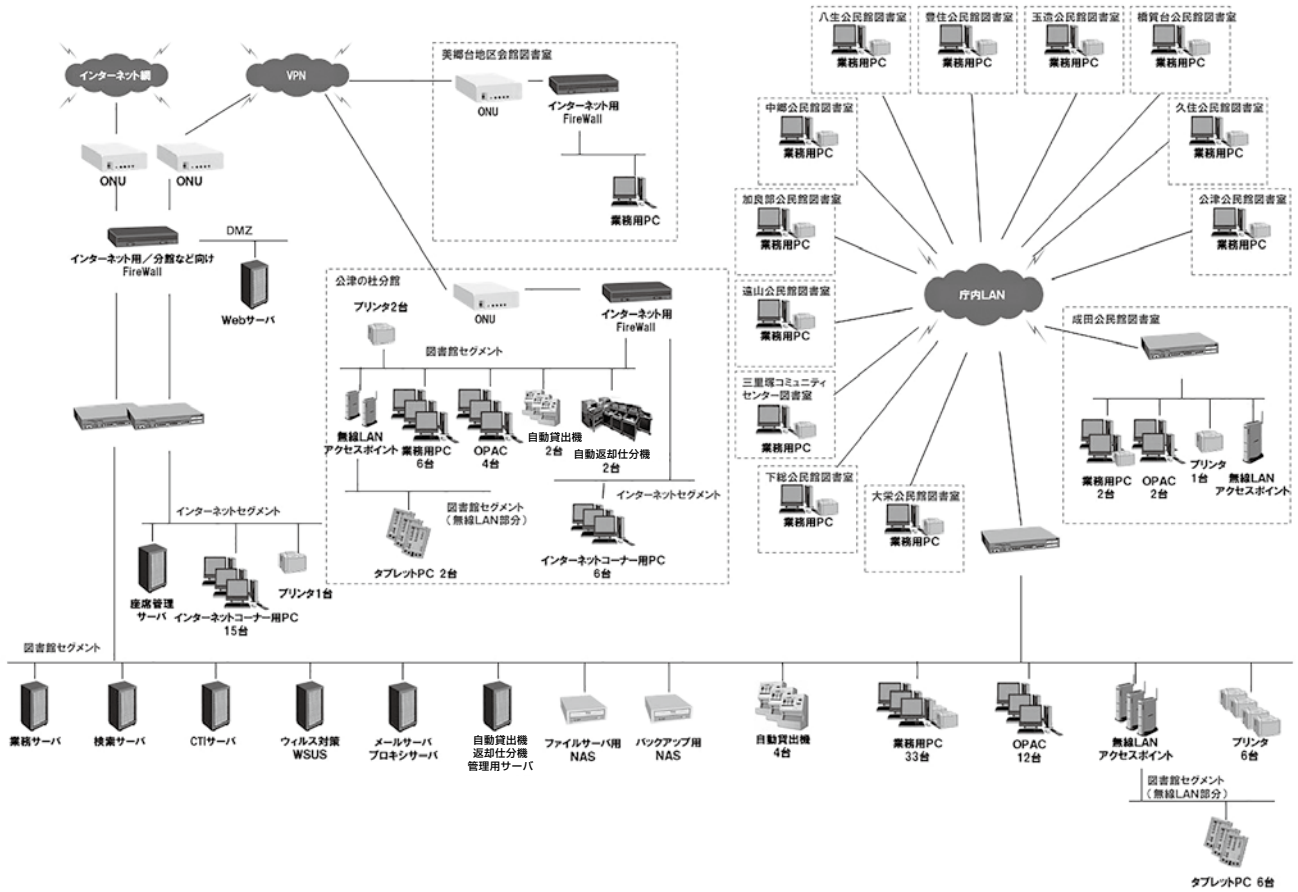 インターネット網
VPN
ONU
ONU
インターネット用／分館など向け
FireWall
DMZ
Webサーバ
美郷台地区会館図書室
ONU
インターネット用
FireWall
業務用PC
公津の杜分館
プリンタ2台
ONU
インターネット用
FireWall
図書館セグメント
無線LAN
アクセスポイント
業務用PC
6台
OPAC
4台
自動貸出機
2台
自動返却仕分機
2台
図書館セグメント
（無線LAN部分）
タブレットPC 2台
インターネットセグメント
インターネットコーナー用PC
6台
インターネットセグメント
座席管理
サーバ
インターネットコーナー用PC
15台
プリンタ1台
八生公民館図書室
業務用PC
豊住公民館図書室
業務用PC
玉造公民館図書室
業務用PC
橋賀台公民館図書室
業務用PC
中郷公民館図書室
業務用PC
久住公民館図書室
業務用PC
加良部公民館図書室
業務用PC
公津公民館図書室
業務用PC
庁内LAN
遠山公民館図書室
業務用PC
三里塚コミュニティ
センター図書室
業務用PC
下総公民館図書室
業務用PC
大栄公民館図書室
業務用PC
成田公民館図書室
業務用PC
2台
OPAC
2台
プリンタ
1台
無線LAN
アクセスポイント
図書館セグメント
業務サーバ
検索サーバ
CTIサーバ
ウィルス対策
WSUS
メールサーバ
プロキシサーバ
自動貸出機
返却仕分機
管理用サーバ
ファイルサーバ用
NAS
バックアップ用
NAS
自動貸出機
4台
業務用PC
33台
OPAC
12台
無線LAN
アクセスポイント
プリンタ
6台
図書館セグメント
（無線LAN部分）
タブレットPC 6台